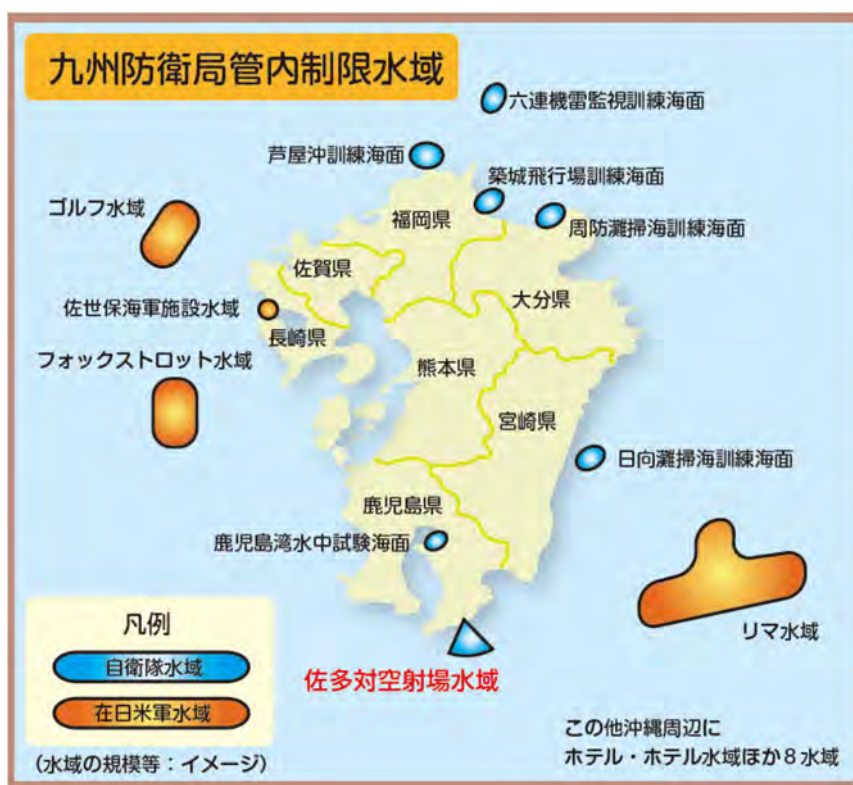 九州防衛局管内制限水域
六連機雷監視訓練海面
芦屋沖訓練海面
築城飛行場訓練海面
ゴルフ水域
福岡県
周防灘掃海訓練海面
佐賀県
大分県
佐世保海軍施設水域
長崎県
フォックストロット水域
熊本県
宮崎県
日向灘掃海訓練海面
鹿児島県
鹿児島湾水中試験海面
リマ水域
佐多対空射場水域
凡例
自衛隊水域
在日米軍水域
(水域の規模等：イメージ)
この他沖縄周辺に
ホテル・ホテル水域ほか8水域